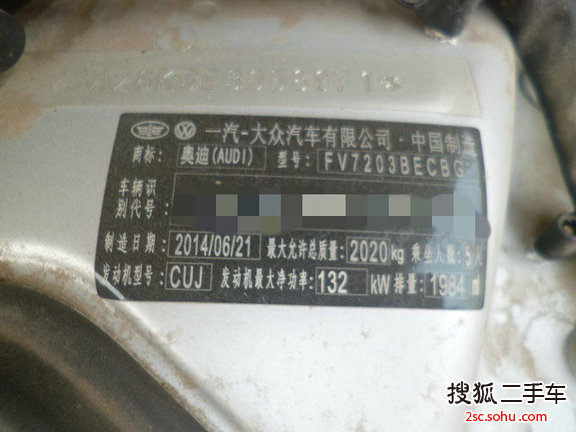 一汽-大众汽车有限公司·中国制造
商标: 奥迪(AUDI) 型号: FV7203BECBG
车辆识
别代号:
制造日期: 2014/06/21 最大允许总质量: 2020kg 乘坐人数: 5人
发动机型号: CUJ 发动机最大净功率: 132 kW 排量: 1984 ml
搜狐二手车
2sc.sohu.com